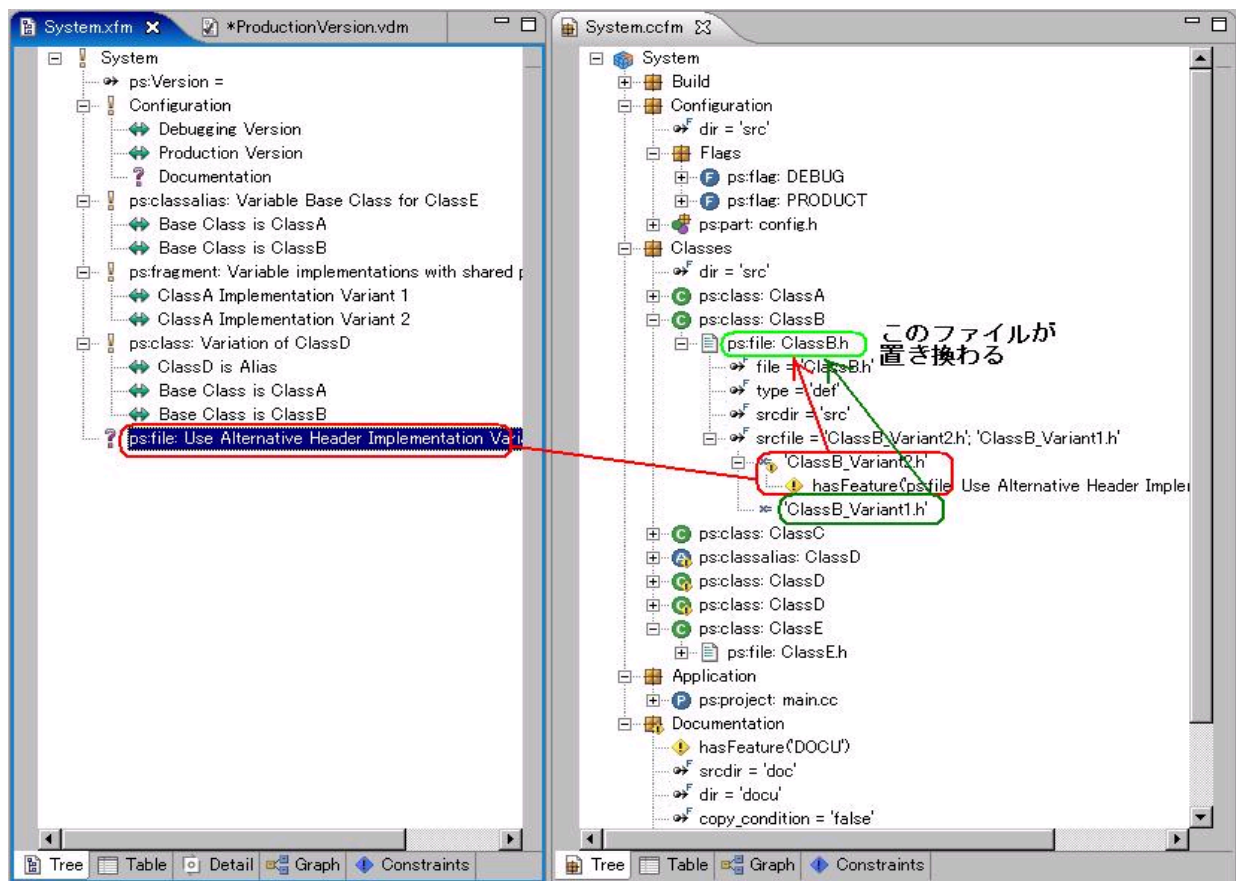 System.xfm
*ProductionVersion.vdm
System
ps:Version =
Configuration
Debugging Version
Production Version
Documentation
ps:classalias: Variable Base Class for ClassE
Base Class is ClassA
Base Class is ClassB
ps:fragment: Variable implementations with shared
ClassA Implementation Variant 1
ClassA Implementation Variant 2
ps:class: Variation of ClassD
ClassD is Alias
Base Class is ClassA
Base Class is ClassB
ps:file: Use Alternative Header Implementation Vari
Tree Table Detail Graph Constraints
System.ccfm
System
Build
Configuration
dir = 'src'
Flags
ps:flag: DEBUG
ps:flag: PRODUCT
ps:part: config.h
Classes
dir = 'src'
ps:class: ClassA
ps:class: ClassB
ps:file: ClassB.h
このファイルが
置き換わる
file = 'ClassB.h'
type = 'def'
srcdir = 'src'
srcfile = 'ClassB_Variant2.h'; 'ClassB_Variant1.h'
'ClassB_Variant2.h'
hasFeature('ps:file: Use Alternative Header Impler
'ClassB_Variant1.h'
ps:class: ClassC
ps:classalias: ClassD
ps:class: ClassD
ps:class: ClassD
ps:class: ClassE
ps:file: ClassE.h
Application
ps:project: main.cc
Documentation
hasFeature('DOCU')
srcdir = 'doc'
dir = 'docu'
copy_condition = 'false'
Tree Table Graph Constraints